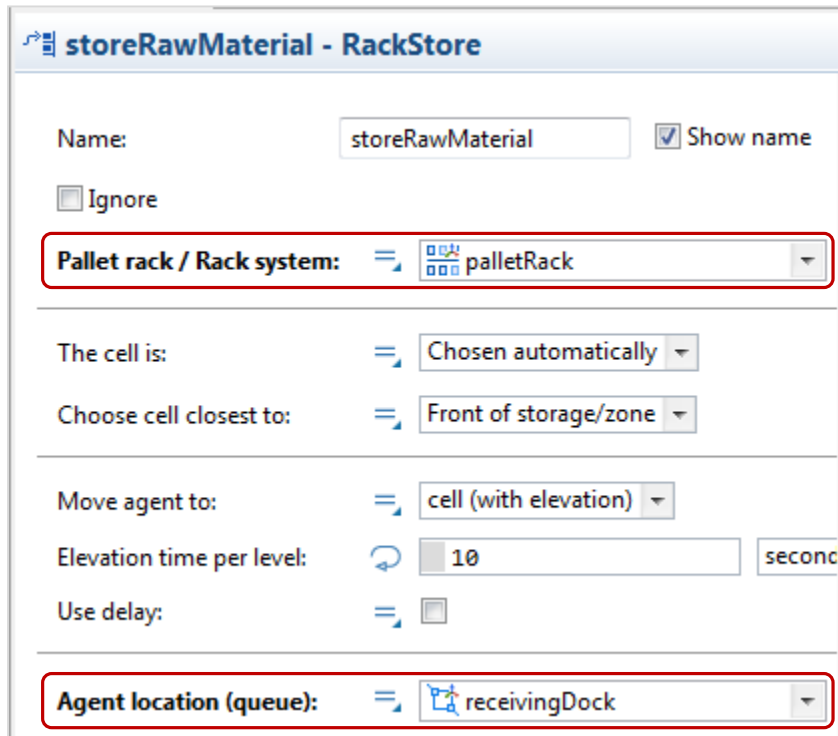 storeRawMaterial - RackStore
Name: storeRawMaterial Show name
Ignore
Pallet rack / Rack system: palletRack
The cell is: Chosen automatically
Choose cell closest to: Front of storage/zone
Move agent to: cell (with elevation)
Elevation time per level: 10 second
Use delay:
Agent location (queue): receivingDock